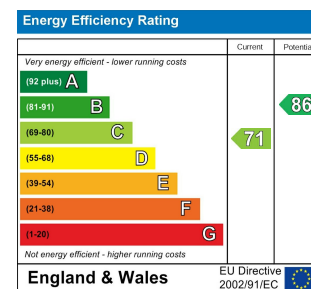 Energy Efficiency Rating
Current Potentia
Very energy efficient - lower running costs
(92 plus) A
(81-91) B
86
(69-80) C
71
(55-68) D
(39-54) E
(21-38) F
(1-20) G
Not energy efficient - higher running costs
England & Wales
EU Directive
2002/91/EC